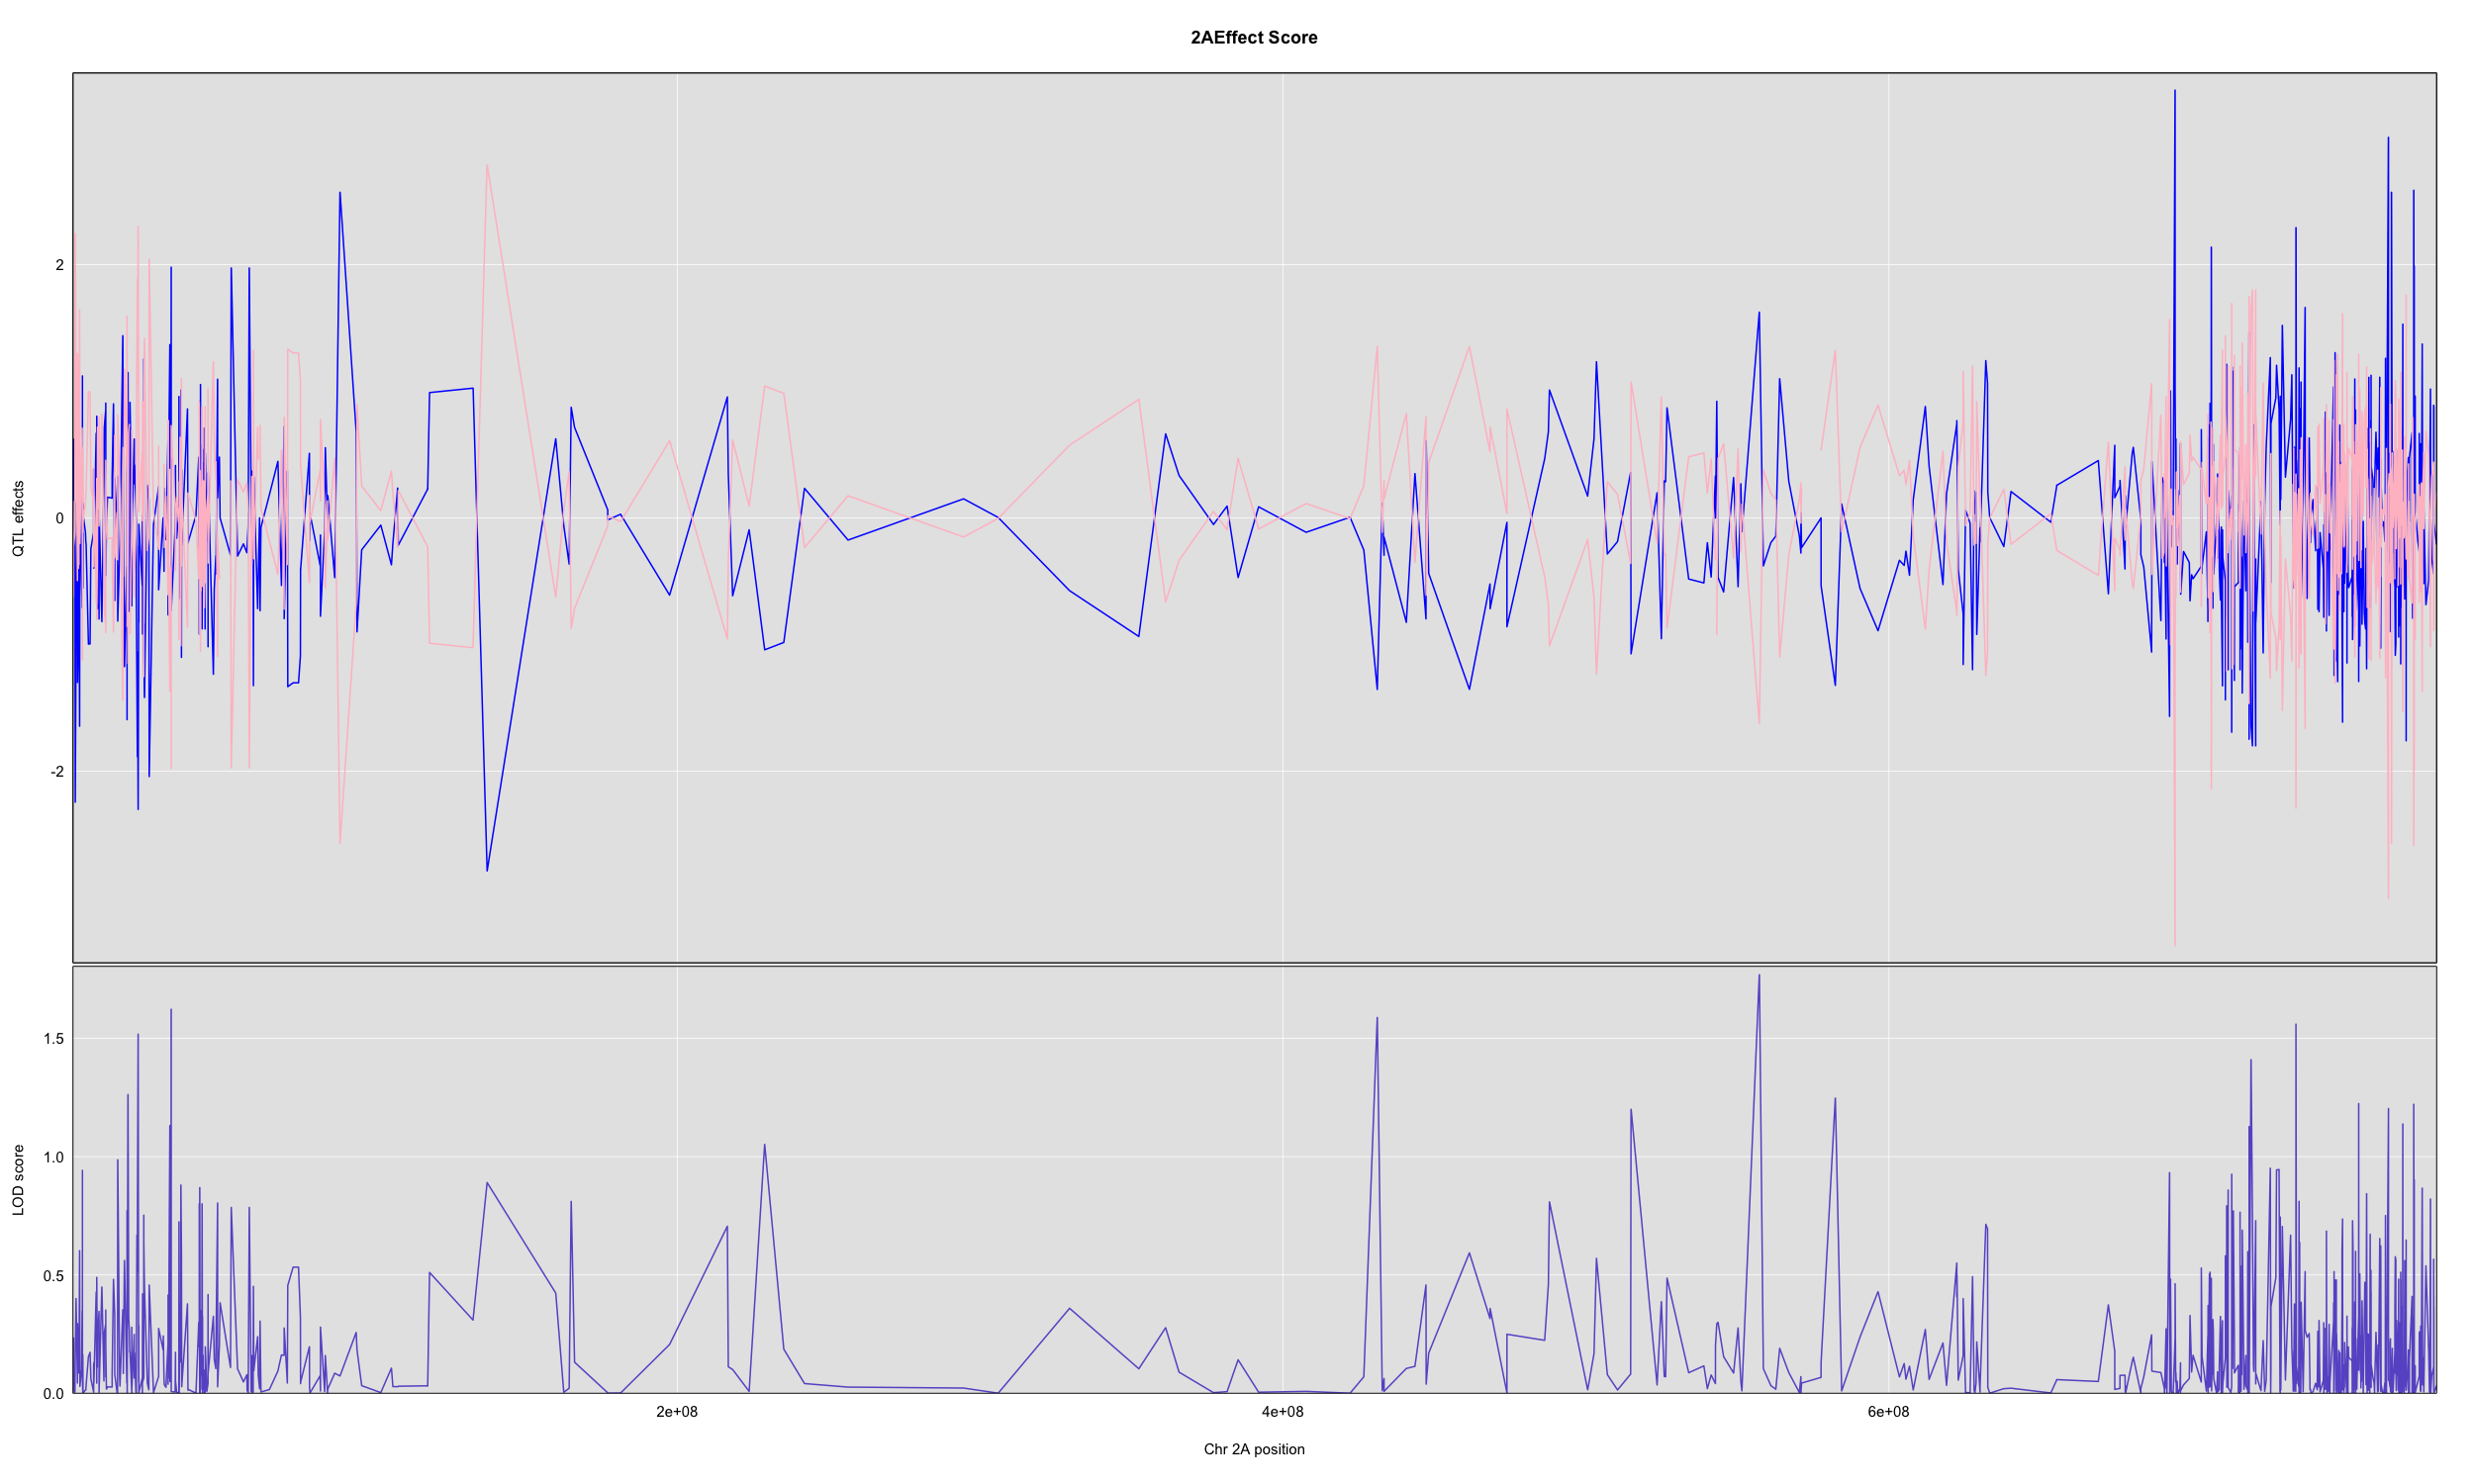 2AEffect Score
QTL effects
2
0
-2
LOD score
1.5
1.0
0.5
0.0
2e+08
4e+08
6e+08
Chr 2A position